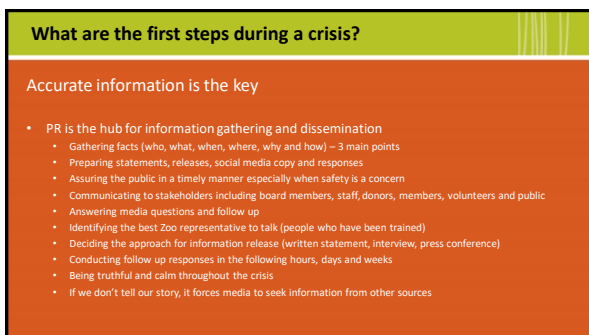 What are the first steps during a crisis?
Accurate information is the key
• PR is the hub for information gathering and dissemination
• Gathering facts (who, what, when, where, why and how) – 3 main points
• Preparing statements, releases, social media copy and responses
• Assuring the public in a timely manner especially when safety is a concern
• Communicating to stakeholders including board members, staff, donors, members, volunteers and public
• Answering media questions and follow up
• Identifying the best Zoo representative to talk (people who have been trained)
• Deciding the approach for information release (written statement, interview, press conference)
• Conducting follow up responses in the following hours, days and weeks
• Being truthful and calm throughout the crisis
• If we don't tell our story, it forces media to seek information from other sources